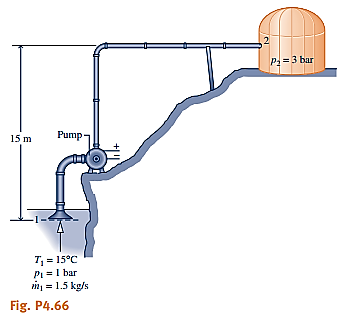 2
p₂ = 3 bar
15 m
Pump
+
–
1
T₁ = 15°C
p₁ = 1 bar
ṁ₁ = 1.5 kg/s
Fig. P4.66